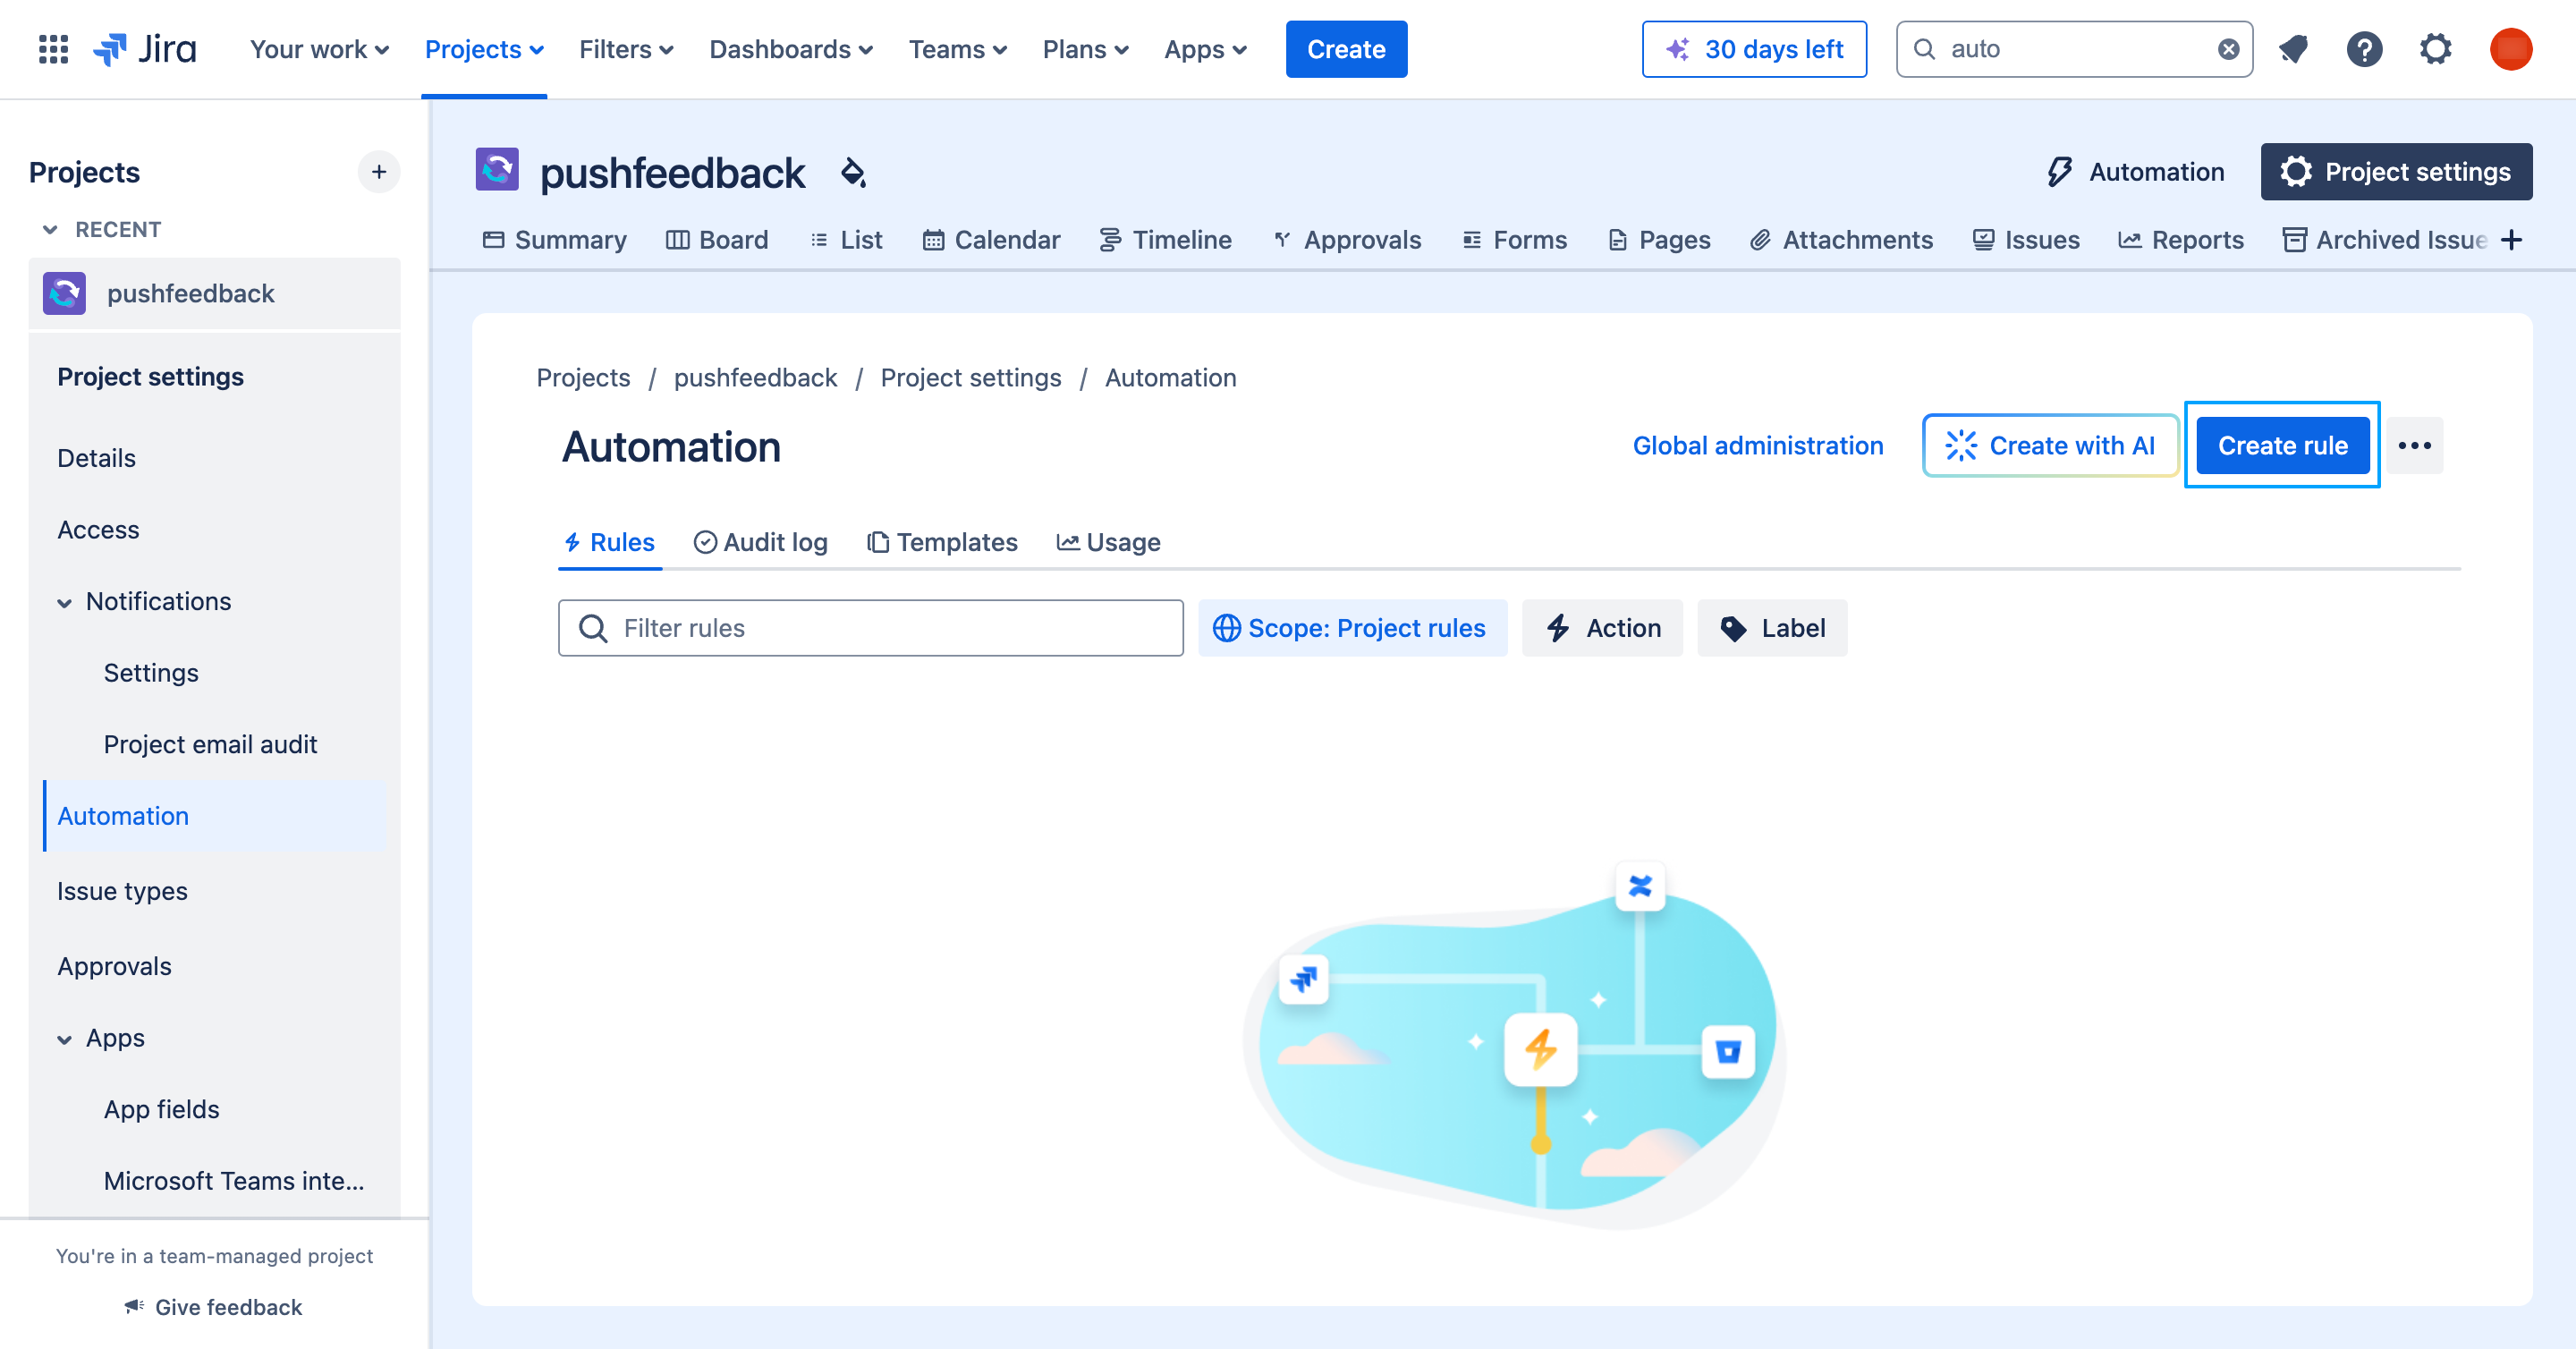 Jira
Your work
Projects
Filters
Dashboards
Teams
Plans
Apps
Create
30 days left
auto
Projects
RECENT
pushfeedback
Project settings
Details
Access
Notifications
Settings
Project email audit
Automation
Issue types
Approvals
Apps
App fields
Microsoft Teams inte...
You're in a team-managed project
Give feedback
pushfeedback
Automation
Project settings
Summary
Board
List
Calendar
Timeline
Approvals
Forms
Pages
Attachments
Issues
Reports
Archived Issue
Projects / pushfeedback / Project settings / Automation
Automation
Global administration
Create with AI
Create rule
Rules
Audit log
Templates
Usage
Filter rules
Scope: Project rules
Action
Label